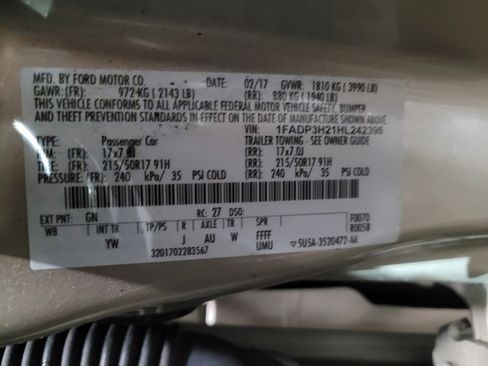 MFD. BY FORD MOTOR CO. DATE: 02/17 GVWR: 1810 KG ( 3990 LB)
GAWR: (FR): 972 KG ( 2143 LB) (RR): 880 KG ( 1940 LB)
THIS VEHICLE CONFORMS TO ALL APPLICABLE FEDERAL MOTOR VEHICLE SAFETY, BUMPER
AND THEFT PREVENTION STANDARDS IN EFFECT ON THE DATE OF MANUFACTURE SHOWN ABOVE.
VIN: 1FADP3H21HL242395
TYPE: Passenger Car TRAILER TOWING - SEE OWNER GUIDE
RIM: (FR): 17x7.0J (RR): 17x7.0J
TIRE: (FR): 215/50R17 91H (RR): 215/50R17 91H
PRESSURE:(FR): 240 kPa/ 35 PSI COLD (RR): 240 kPa/ 35 PSI COLD
EXT PNT: GN RC: 27 DSO: F0070
WB INT TR TP/PS R AXLE TR SPR R0058
YW J AU W FFFF
3201702283567 UMU 5USA-3520472-AA